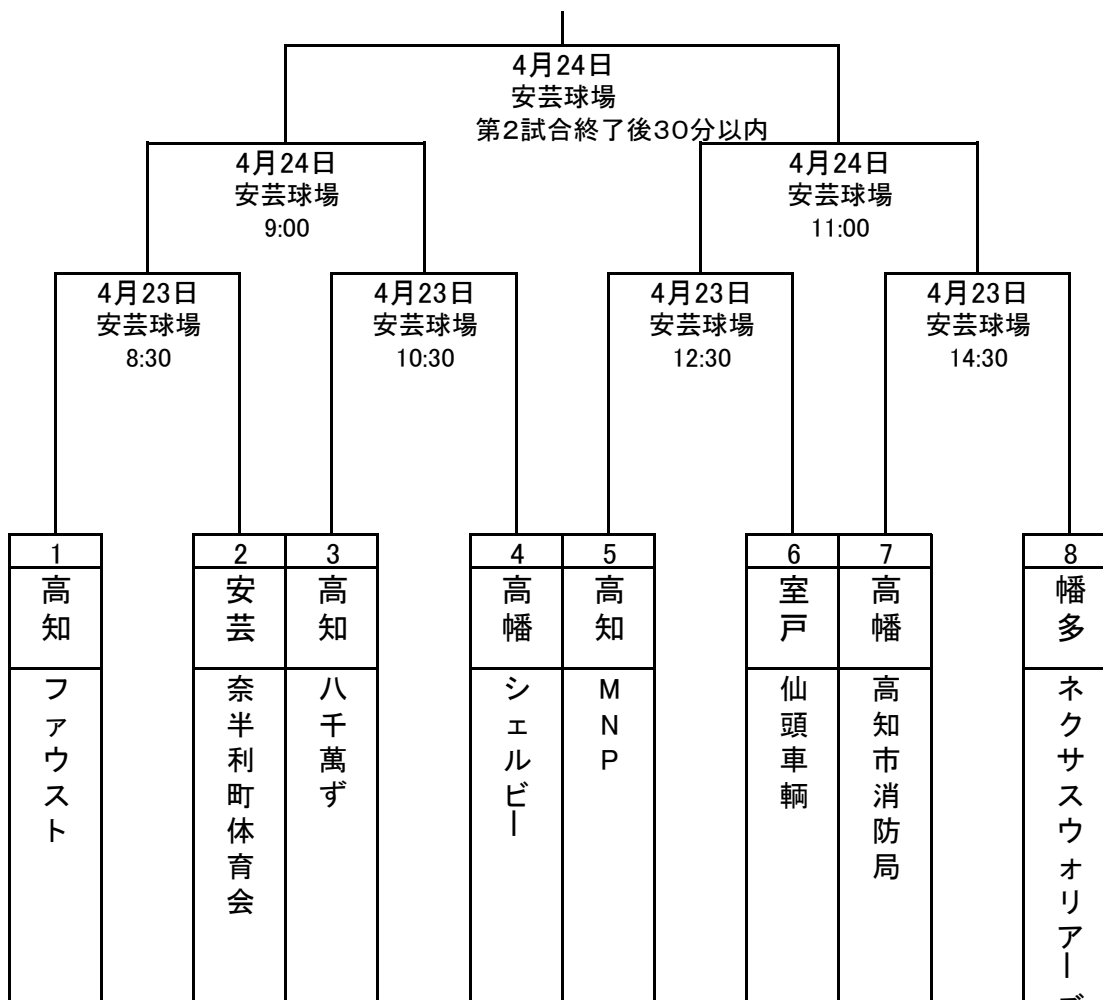 4月24日
安芸球場
第2試合終了後30分以内
4月24日
安芸球場
9:00
4月24日
安芸球場
11:00
4月23日
安芸球場
8:30
4月23日
安芸球場
10:30
4月23日
安芸球場
12:30
4月23日
安芸球場
14:30
1
2
3
4
5
6
7
8
高知
安芸
高知
高幡
高知
室戸
高幡
幡多
ファウスト
奈半利町体育会
八千萬ず
シェルビー
MNP
仙頭車輌
高知市消防局
ネクサスウォリアー